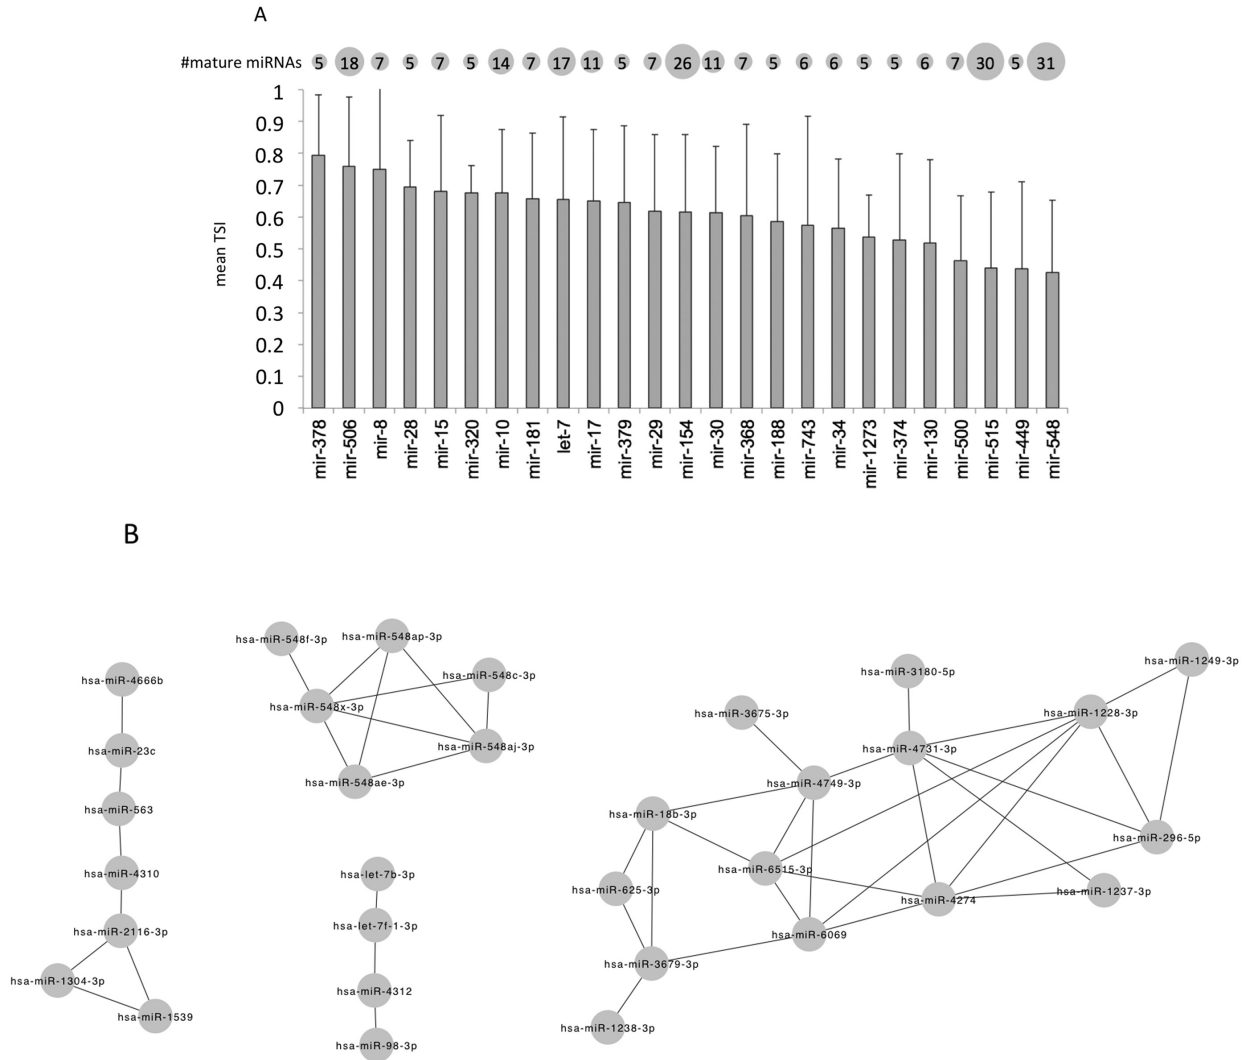 A
#mature miRNAs 5 18 7 5 7 5 14 7 17 11 5 7 26 11 7 5 6 6 5 5 6 7 30 5 31
1
0.9
0.8
0.7
0.6
0.5
0.4
0.3
0.2
0.1
0
mean TSI
mir-378 mir-506 mir-8 mir-28 mir-15 mir-320 mir-10 mir-181 let-7 mir-17 mir-379 mir-29 mir-154 mir-30 mir-368 mir-188 mir-743 mir-34 mir-1273 mir-374 mir-130 mir-500 mir-515 mir-449 mir-548
B
hsa-miR-4666b
hsa-miR-23c
hsa-miR-563
hsa-miR-4310
hsa-miR-2116-3p
hsa-miR-1304-3p
hsa-miR-1539
hsa-miR-548f-3p
hsa-miR-548ap-3p
hsa-miR-548c-3p
hsa-miR-548x-3p
hsa-miR-548aj-3p
hsa-miR-548ae-3p
hsa-let-7b-3p
hsa-let-7f-1-3p
hsa-miR-4312
hsa-miR-98-3p
hsa-miR-1249-3p
hsa-miR-3180-5p
hsa-miR-3675-3p
hsa-miR-1228-3p
hsa-miR-4731-3p
hsa-miR-4749-3p
hsa-miR-18b-3p
hsa-miR-296-5p
hsa-miR-6515-3p
hsa-miR-625-3p
hsa-miR-1237-3p
hsa-miR-4274
hsa-miR-6069
hsa-miR-3679-3p
hsa-miR-1238-3p